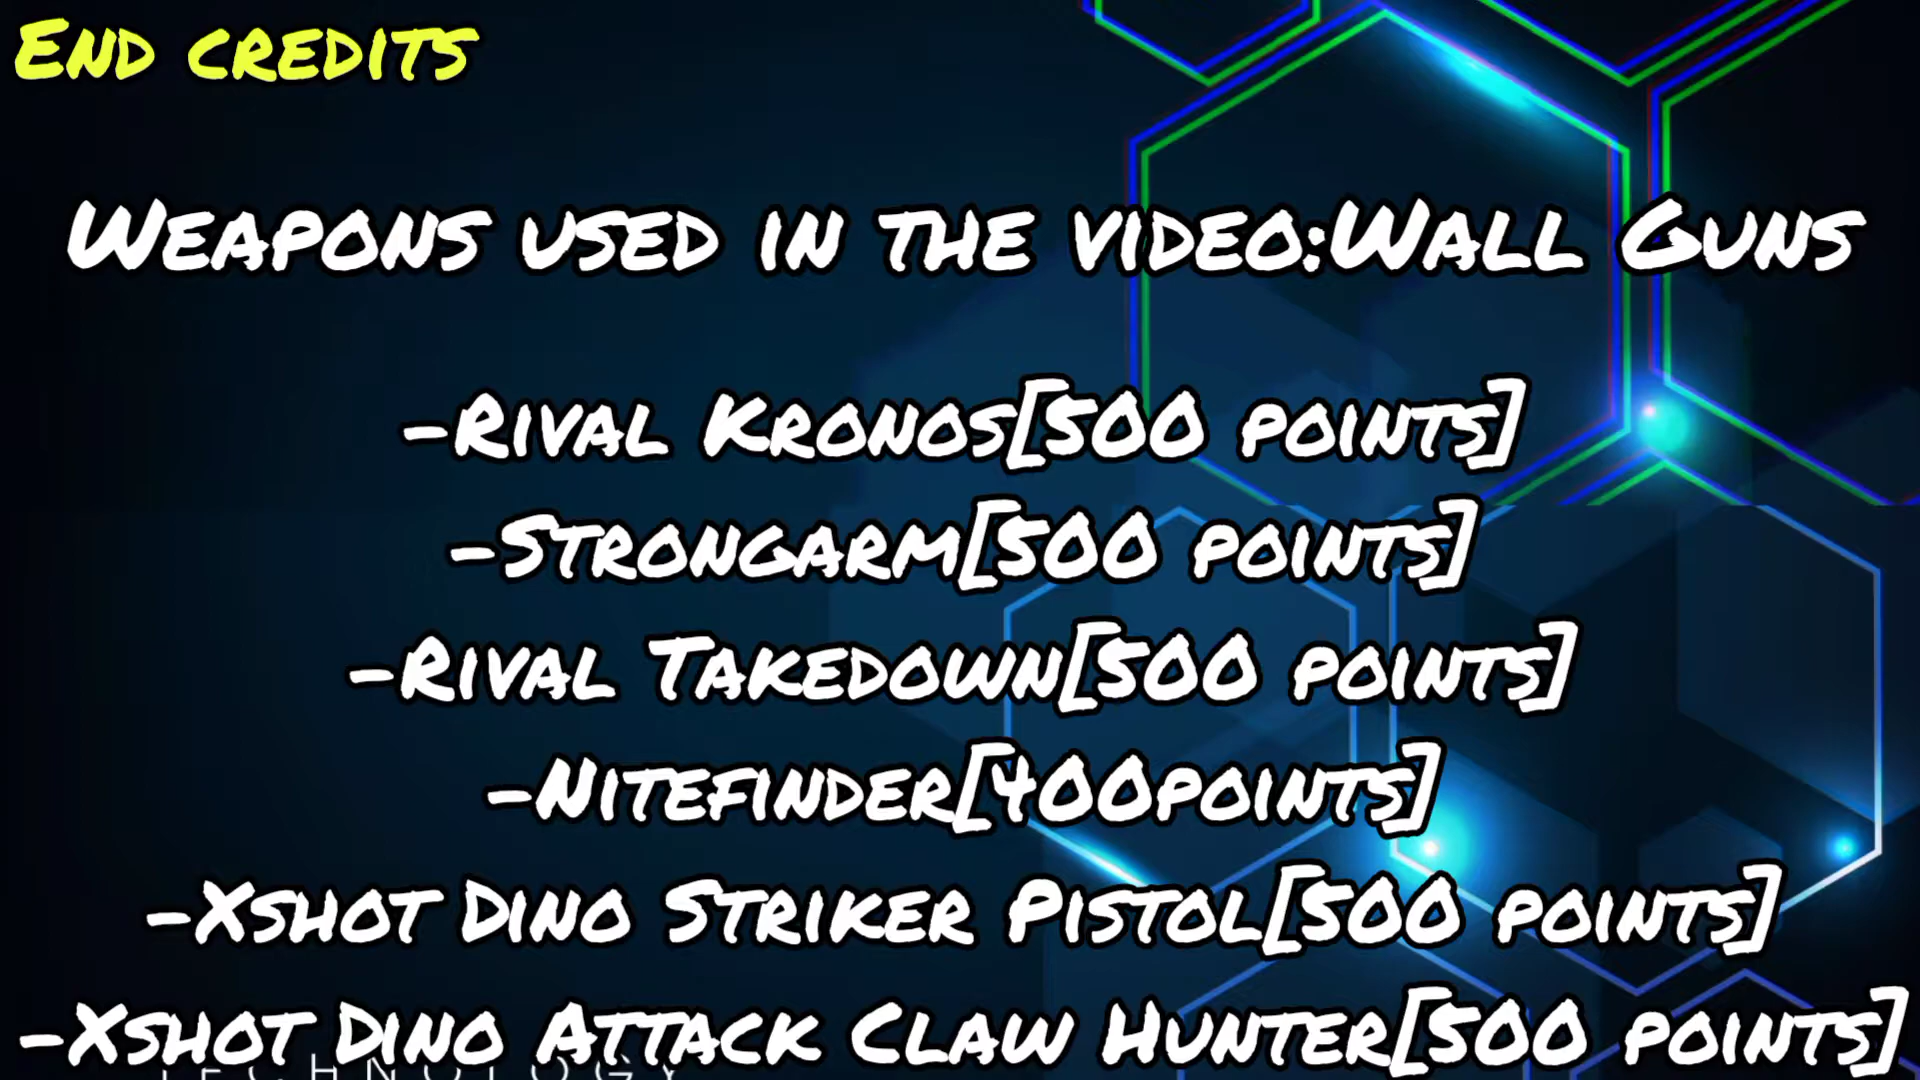 End credits
Weapons used in the video:Wall Guns
-Rival Kronos[500 points]
-Strongarm[500 points]
-Rival Takedown[500 points]
-Nitefinder[400points]
-Xshot Dino Striker Pistol[500 points]
-Xshot Dino Attack Claw Hunter[500 points]
TECHNOLOGY